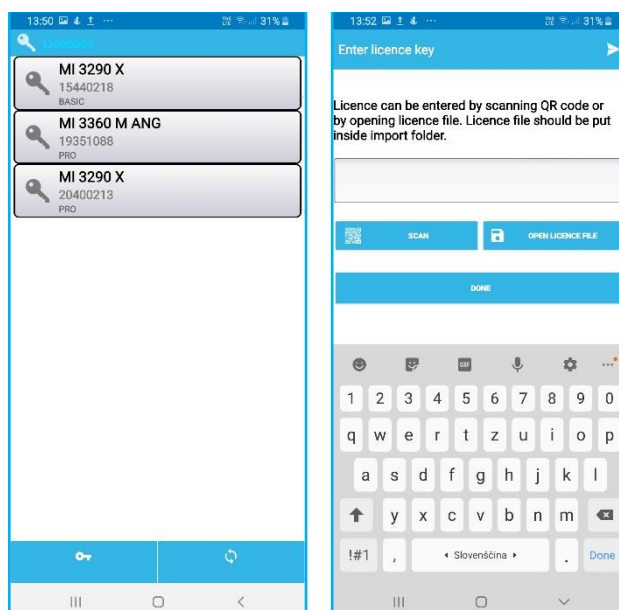 13:50
31%
Licenses
MI 3290 X
15440218
BASIC
MI 3360 M ANG
19351088
PRO
MI 3290 X
20400213
PRO
13:52
31%
Enter licence key
Licence can be entered by scanning QR code or
by opening licence file. Licence file should be put
inside import folder.
SCAN
OPEN LICENCE FILE
DONE
GIF
1 2 3 4 5 6 7 8 9 0
q w e r t z u i o p
a s d f g h j k l
y x c v b n m
!#1 , Slovenščina . Done